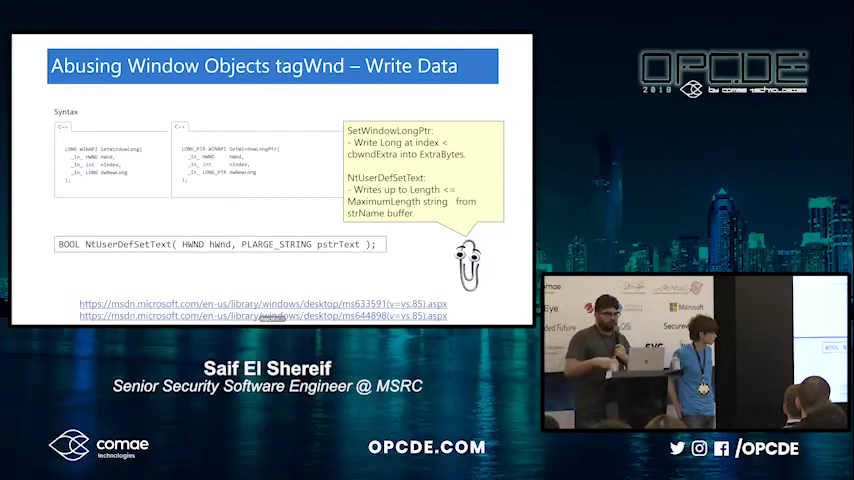 Abusing Window Objects tagWnd – Write Data
Syntax
C++
LONG WINAPI SetWindowLong(
_In_ HWND hWnd,
_In_ int nIndex,
_In_ LONG dwNewLong
);
C++
LONG_PTR WINAPI SetWindowLongPtr(
_In_ HWND hWnd,
_In_ int nIndex,
_In_ LONG_PTR dwNewLong
);
SetWindowLongPtr:
- Write Long at index <
cbwndExtra into ExtraBytes.
NtUserDefSetText:
- Writes up to Length <=
MaximumLength string from
strName buffer.
BOOL NtUserDefSetText( HWND hWnd, PLARGE_STRING pstrText );
https://msdn.microsoft.com/en-us/library/windows/desktop/ms633591(v=vs.85).aspx
https://msdn.microsoft.com/en-us/library/windows/desktop/ms644898(v=vs.85).aspx
OPCDE
2018 BY COMAE TECHNOLOGIES
comae
Eye
Microsoft
OS
BOOL N
Saif El Shereif
Senior Security Software Engineer @ MSRC
comae
technologies
OPCDE.COM
/OPCDE